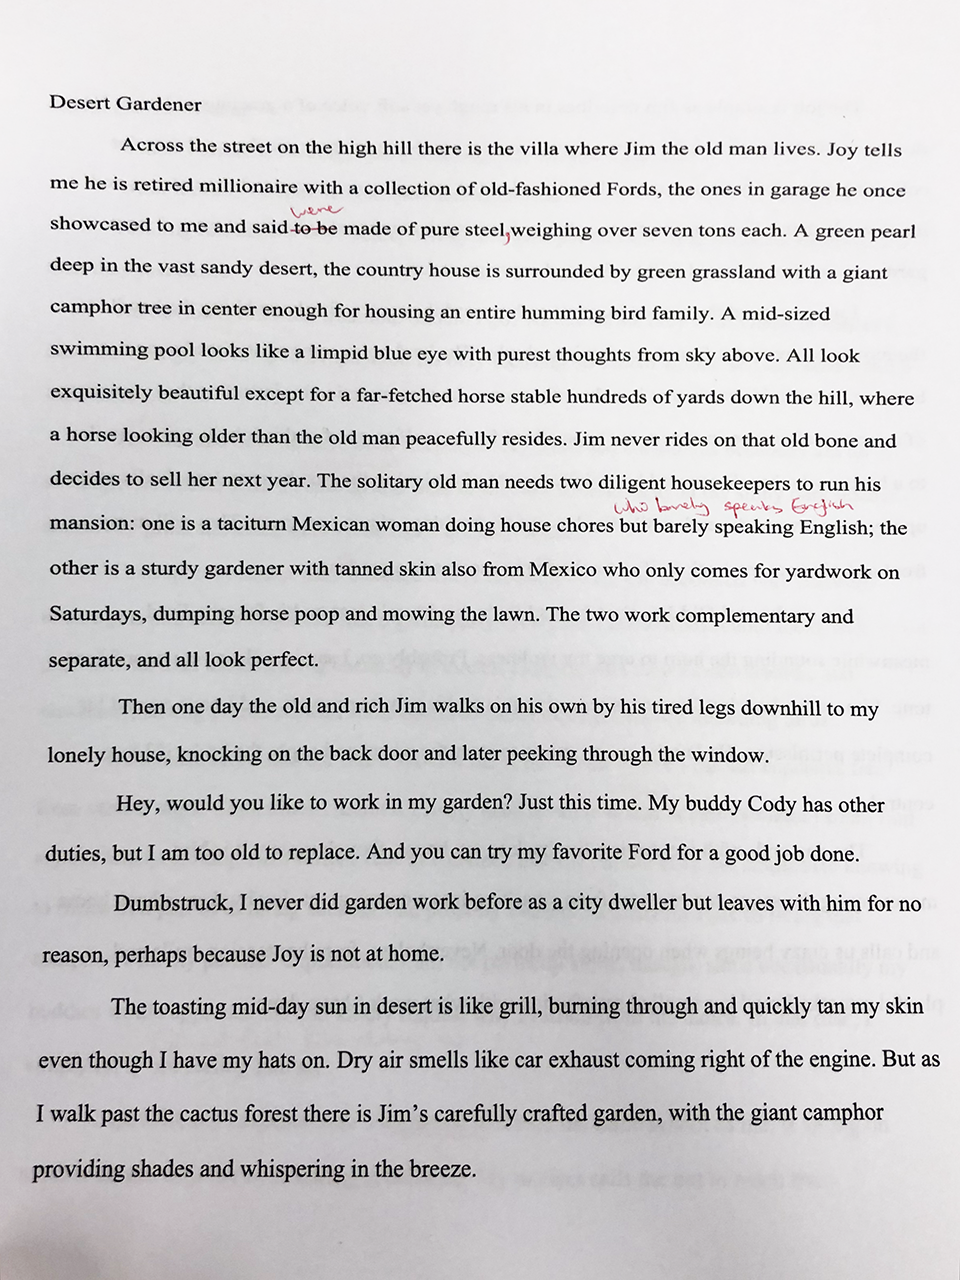 Desert Gardener
Across the street on the high hill there is the villa where Jim the old man lives. Joy tells
me he is retired millionaire with a collection of old-fashioned Fords, the ones in garage he once
were
showcased to me and said to be made of pure steel, weighing over seven tons each. A green pearl
deep in the vast sandy desert, the country house is surrounded by green grassland with a giant
camphor tree in center enough for housing an entire humming bird family. A mid-sized
swimming pool looks like a limpid blue eye with purest thoughts from sky above. All look
exquisitely beautiful except for a far-fetched horse stable hundreds of yards down the hill, where
a horse looking older than the old man peacefully resides. Jim never rides on that old bone and
decides to sell her next year. The solitary old man needs two diligent housekeepers to run his
who barely speaks English
mansion: one is a taciturn Mexican woman doing house chores but barely speaking English; the
other is a sturdy gardener with tanned skin also from Mexico who only comes for yardwork on
Saturdays, dumping horse poop and mowing the lawn. The two work complementary and
separate, and all look perfect.
Then one day the old and rich Jim walks on his own by his tired legs downhill to my
lonely house, knocking on the back door and later peeking through the window.
Hey, would you like to work in my garden? Just this time. My buddy Cody has other
duties, but I am too old to replace. And you can try my favorite Ford for a good job done.
Dumbstruck, I never did garden work before as a city dweller but leaves with him for no
reason, perhaps because Joy is not at home.
The toasting mid-day sun in desert is like grill, burning through and quickly tan my skin
even though I have my hats on. Dry air smells like car exhaust coming right of the engine. But as
I walk past the cactus forest there is Jim's carefully crafted garden, with the giant camphor
providing shades and whispering in the breeze.